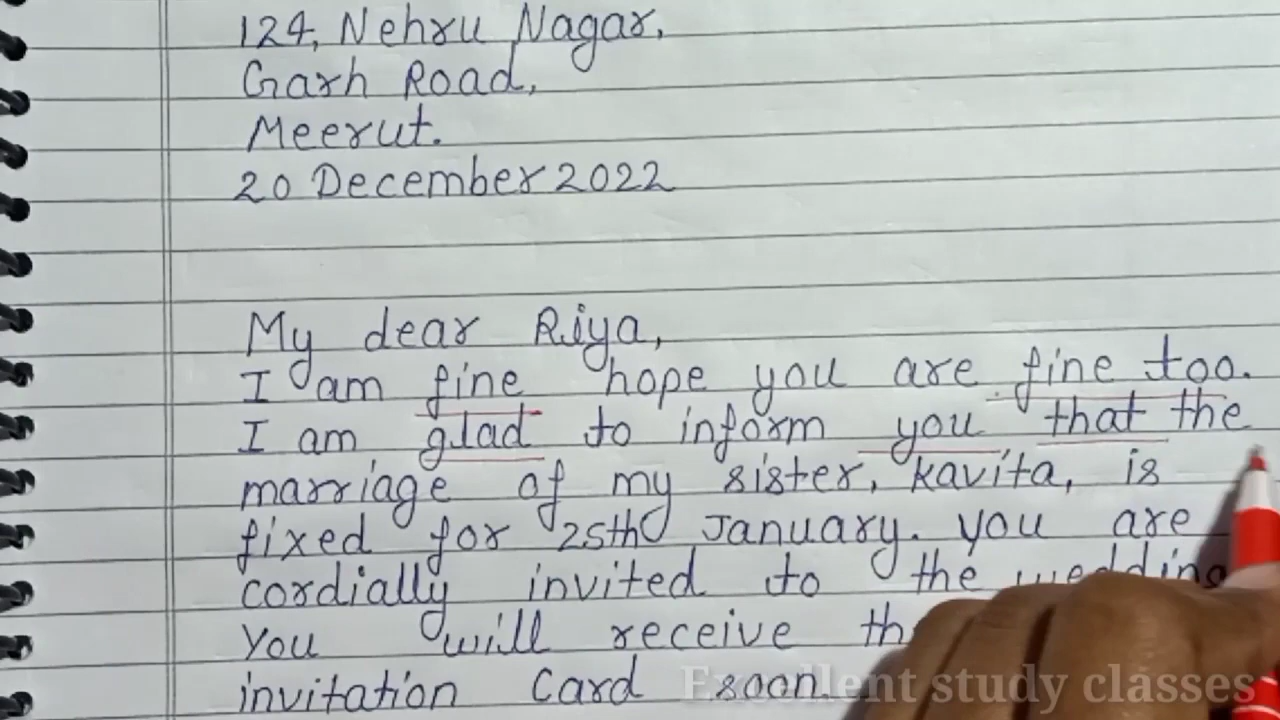 124, Nehru Nagar,
Garh Road,
Meerut.
20 December 2022
My dear Riya,
I am fine hope you are fine too.
I am glad to inform you that the
marriage of my sister, kavita, is
fixed for 25th January. you are
cordially invited to the wedding
You will receive
invitation Card soon.
Excellent study classes